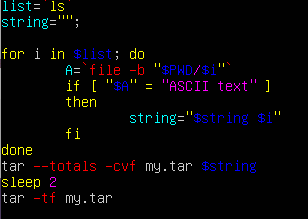 list=`ls`
string="";
for i in $list; do
A=`file -b "$PWD/$i"`
if [ "$A" = "ASCII text" ]
then
string="$string $i"
fi
done
tar --totals -cvf my.tar $string
sleep 2
tar -tf my.tar